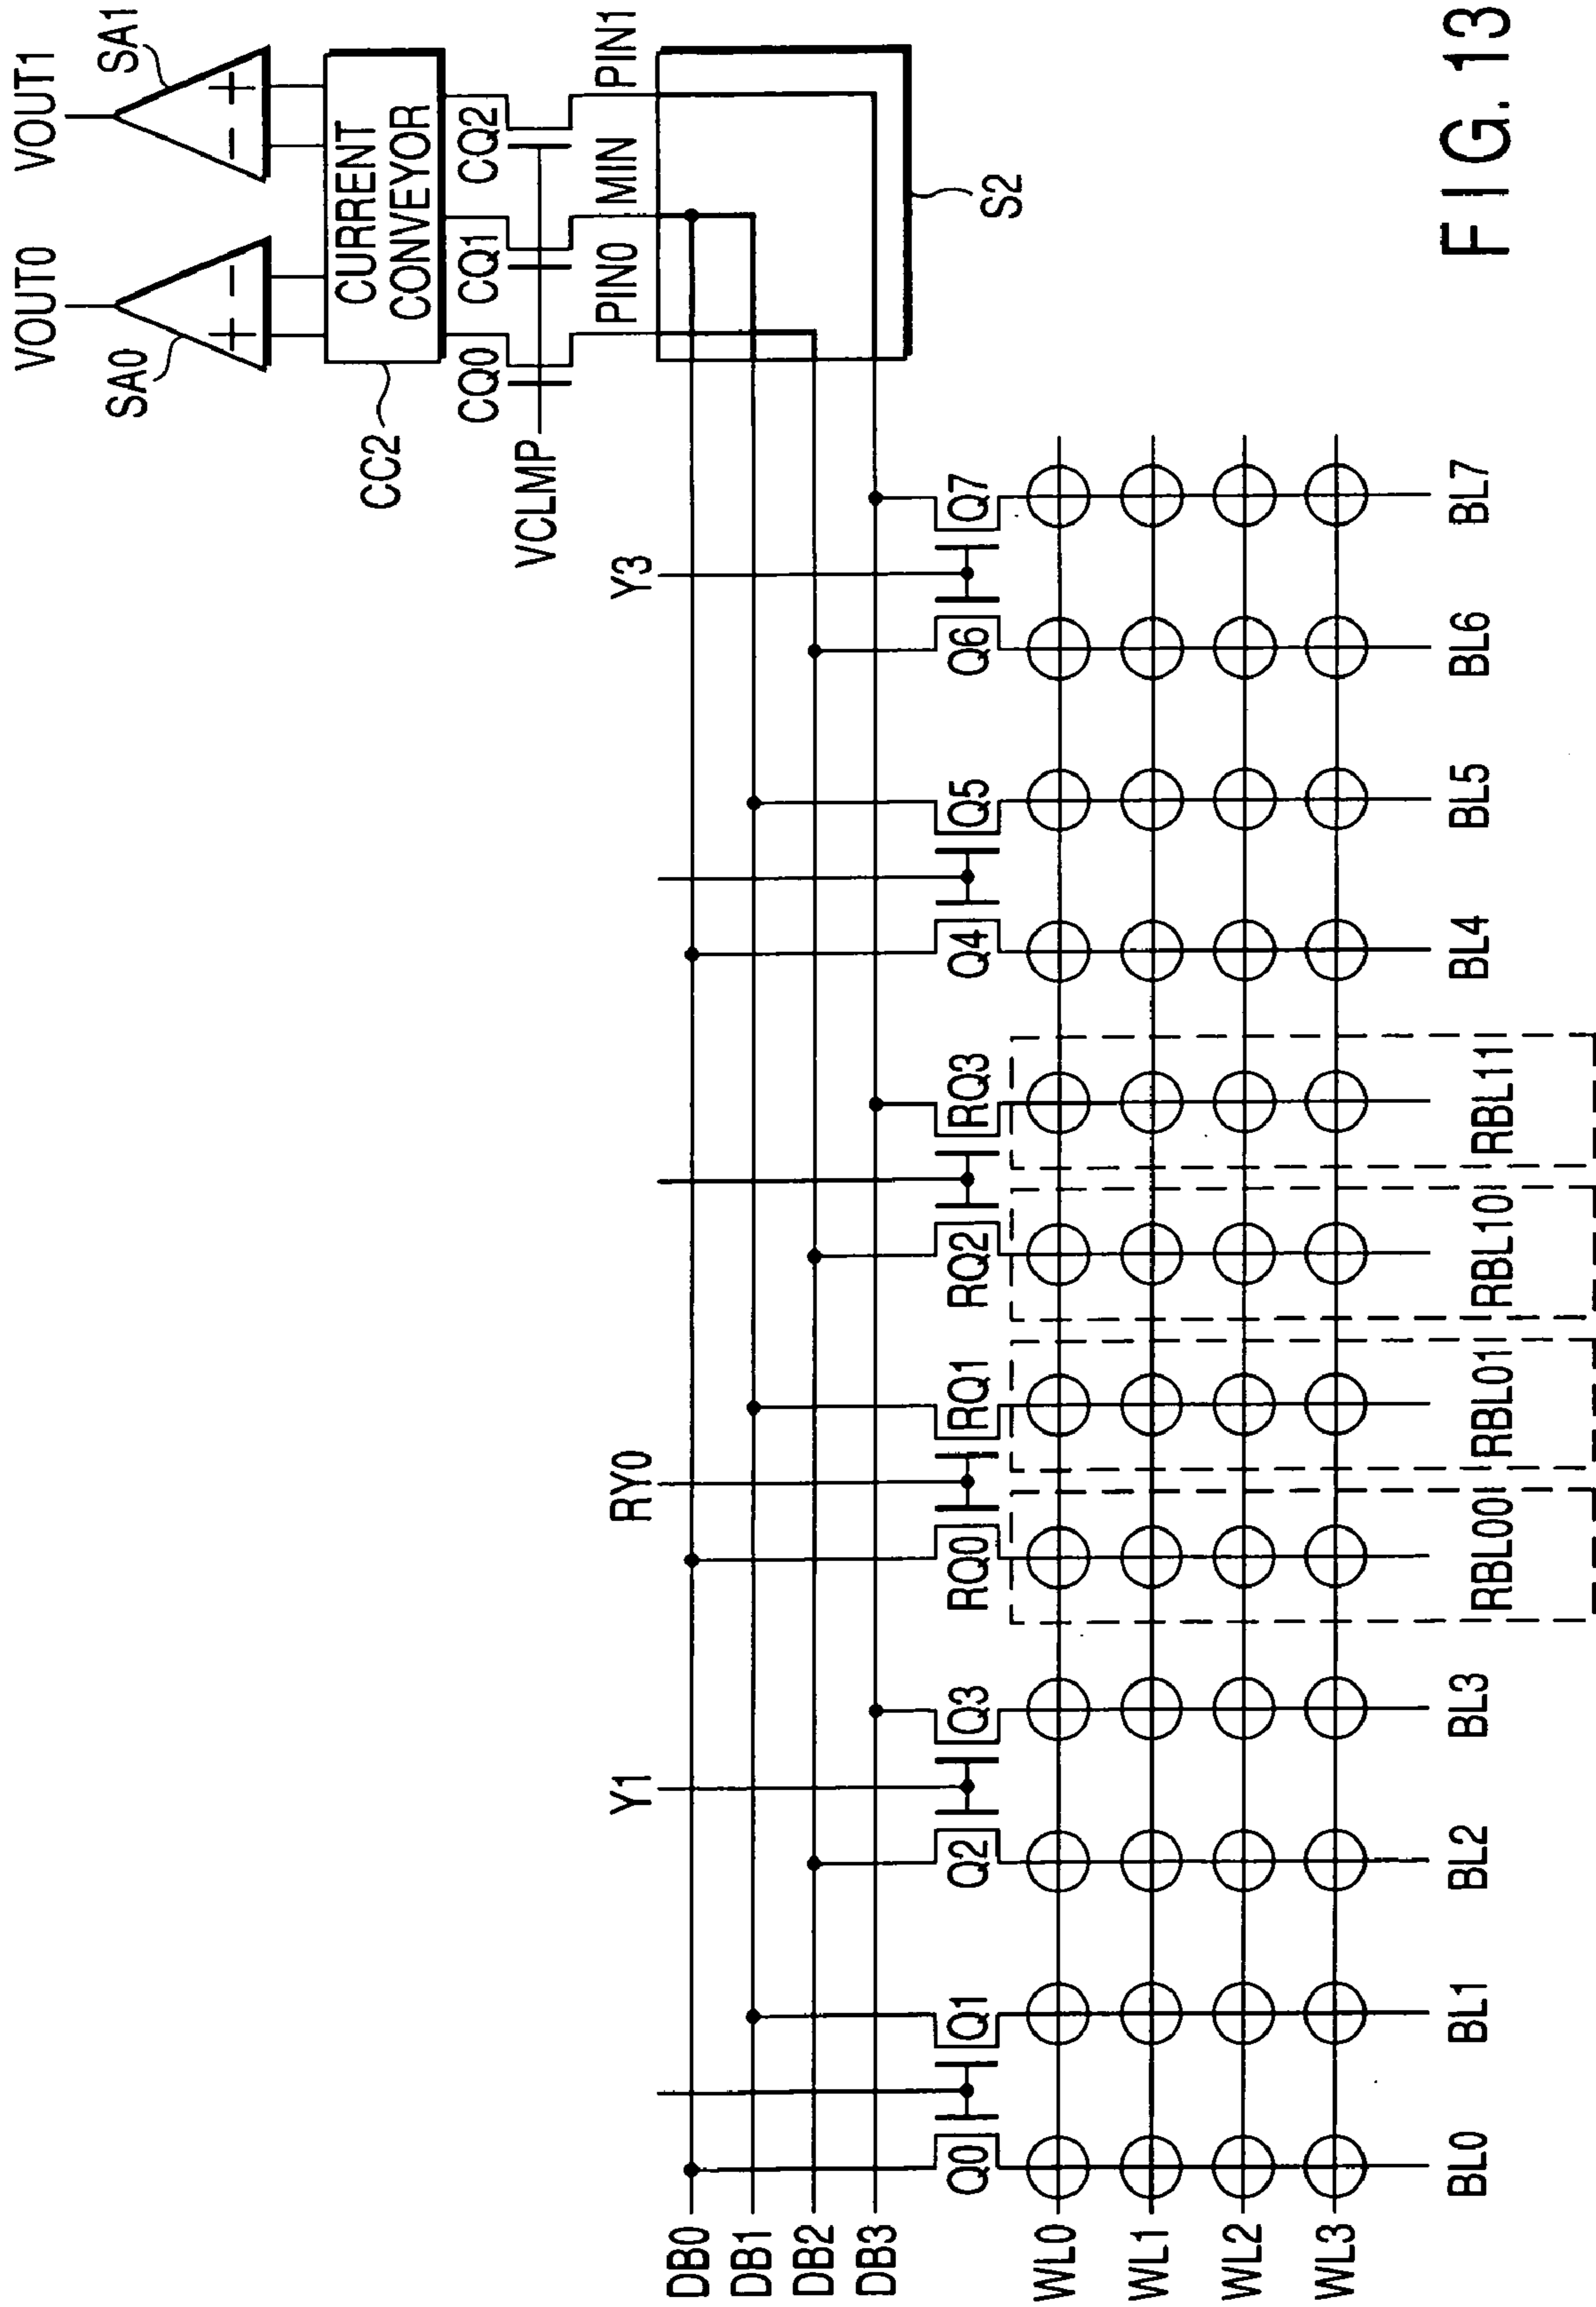 VOUT0 VOUT1
SA0 SA1
+ − − +
CURRENT
CONVEYOR
CC2
CQ0 CQ1 CQ2
VCLMP
PIN0 MIN PIN1
S2
Y1 RY0 Y3
DB0
DB1
DB2
DB3
Q0 Q1 Q2 Q3 RQ0 RQ1 RQ2 RQ3 Q4 Q5 Q6 Q7
WL0
WL1
WL2
WL3
BL0 BL1 BL2 BL3 RBL00 RBL01 RBL10 RBL11 BL4 BL5 BL6 BL7
FIG. 13